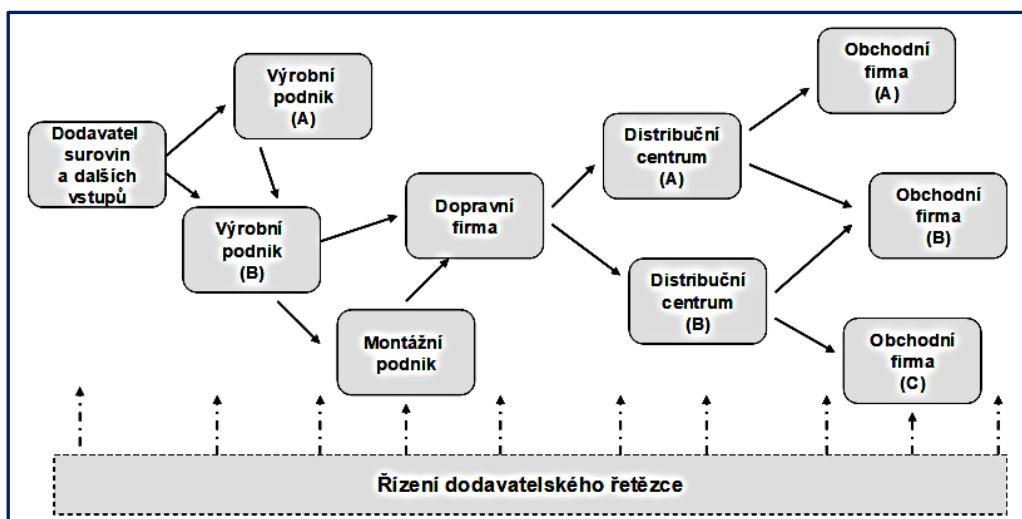 Dodavatel
surovin
a dalších
vstupů
Výrobní
podnik
(A)
Výrobní
podnik
(B)
Montážní
podnik
Dopravní
firma
Distribuční
centrum
(A)
Distribuční
centrum
(B)
Obchodní
firma
(A)
Obchodní
firma
(B)
Obchodní
firma
(C)
Řízení dodavatelského řetězce